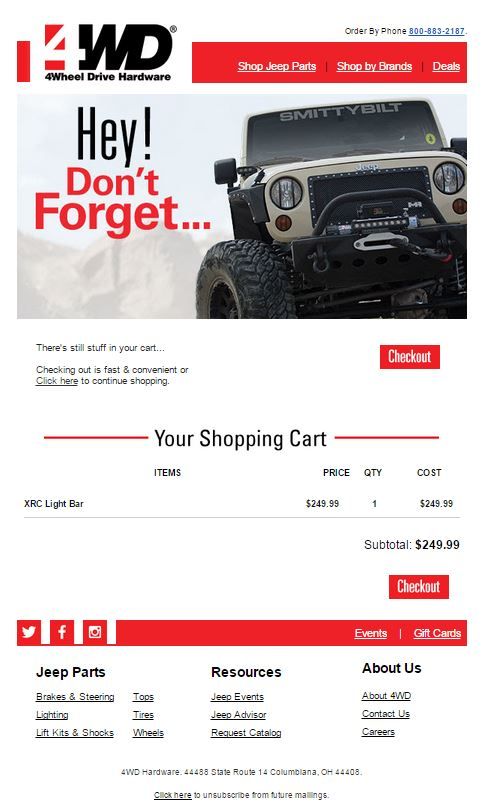 4WD®
4Wheel Drive Hardware
Order By Phone 800-883-2187.
Shop Jeep Parts | Shop by Brands | Deals
Hey!
Don't
Forget...
SMITTYBILT
Jeep
There's still stuff in your cart...
Checking out is fast & convenient or
Click here to continue shopping.
Checkout
Your Shopping Cart
ITEMS PRICE QTY COST
XRC Light Bar $249.99 1 $249.99
Subtotal: $249.99
Checkout
Events | Gift Cards
Jeep Parts
Brakes & Steering Tops
Lighting Tires
Lift Kits & Shocks Wheels
Resources
Jeep Events
Jeep Advisor
Request Catalog
About Us
About 4WD
Contact Us
Careers
4WD Hardware. 44488 State Route 14 Columbiana, OH 44408.
Click here to unsubscribe from future mailings.